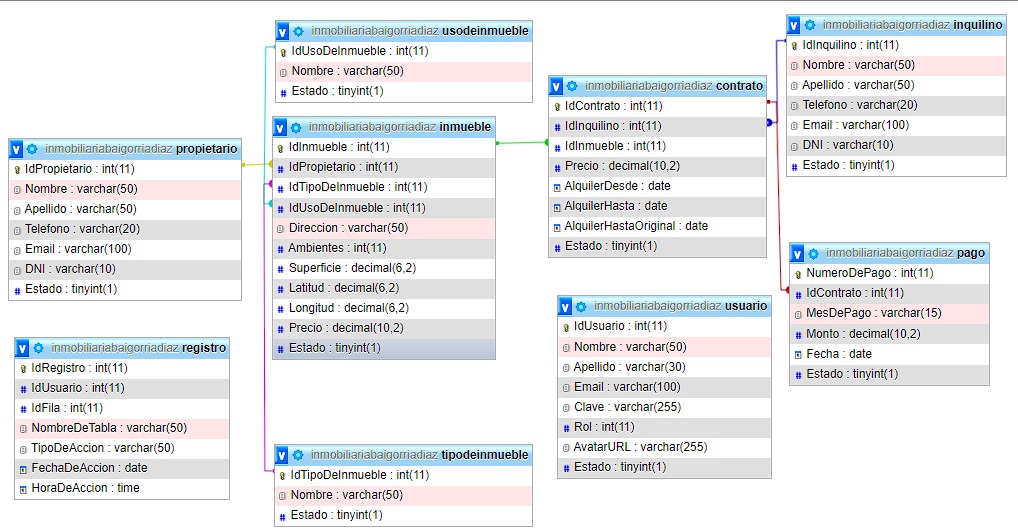 inmobiliariabaigorriadiaz usodeinmueble
IdUsoDeInmueble : int(11)
Nombre : varchar(50)
Estado : tinyint(1)
inmobiliariabaigorriadiaz inquilino
IdInquilino : int(11)
Nombre : varchar(50)
Apellido : varchar(50)
Telefono : varchar(20)
Email : varchar(100)
DNI : varchar(10)
Estado : tinyint(1)
inmobiliariabaigorriadiaz contrato
IdContrato : int(11)
IdInquilino : int(11)
IdInmueble : int(11)
Precio : decimal(10,2)
AlquilerDesde : date
AlquilerHasta : date
AlquilerHastaOriginal : date
Estado : tinyint(1)
inmobiliariabaigorriadiaz inmueble
IdInmueble : int(11)
IdPropietario : int(11)
IdTipoDeInmueble : int(11)
IdUsoDeInmueble : int(11)
Direccion : varchar(50)
Ambientes : int(11)
Superficie : decimal(6,2)
Latitud : decimal(6,2)
Longitud : decimal(6,2)
Precio : decimal(10,2)
Estado : tinyint(1)
inmobiliariabaigorriadiaz propietario
IdPropietario : int(11)
Nombre : varchar(50)
Apellido : varchar(50)
Telefono : varchar(20)
Email : varchar(100)
DNI : varchar(10)
Estado : tinyint(1)
inmobiliariabaigorriadiaz pago
NumeroDePago : int(11)
IdContrato : int(11)
MesDePago : varchar(15)
Monto : decimal(10,2)
Fecha : date
Estado : tinyint(1)
inmobiliariabaigorriadiaz usuario
IdUsuario : int(11)
Nombre : varchar(50)
Apellido : varchar(30)
Email : varchar(100)
Clave : varchar(255)
Rol : int(11)
AvatarURL : varchar(255)
Estado : tinyint(1)
inmobiliariabaigorriadiaz registro
IdRegistro : int(11)
IdUsuario : int(11)
IdFila : int(11)
NombreDeTabla : varchar(50)
TipoDeAccion : varchar(50)
FechaDeAccion : date
HoraDeAccion : time
inmobiliariabaigorriadiaz tipodeinmueble
IdTipoDeInmueble : int(11)
Nombre : varchar(50)
Estado : tinyint(1)